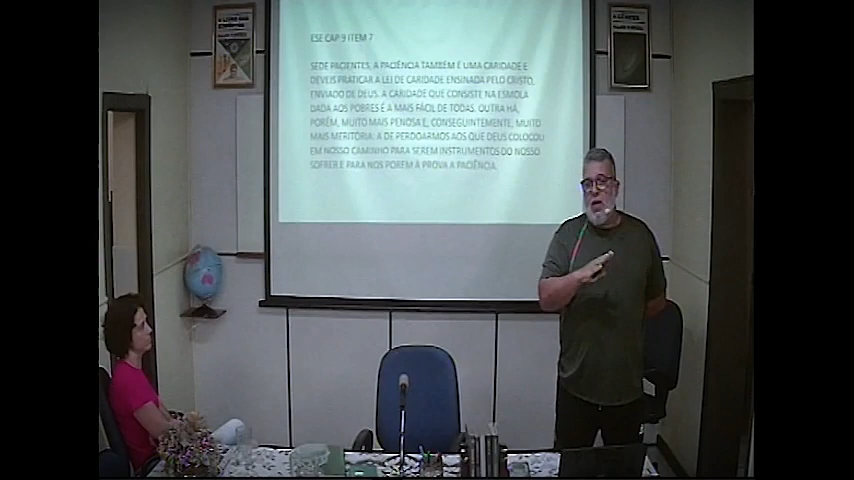 ESE CAP 9 ITEM 7
SEDE PACIENTES, A PACIÊNCIA TAMBÉM É UMA CARIDADE E
DEVEIS PRATICAR A LEI DE CARIDADE ENSINADA PELO CRISTO,
ENVIADO DE DEUS. A CARIDADE QUE CONSISTE NA ESMOLA
DADA AOS POBRES É A MAIS FÁCIL DE TODAS. OUTRA HÁ,
PORÉM, MUITO MAIS PENOSA E, CONSEGUINTEMENTE, MUITO
MAIS MERITÓRIA: A DE PERDOARMOS AOS QUE DEUS COLOCOU
EM NOSSO CAMINHO PARA SEREM INSTRUMENTOS DO NOSSO
SOFRER E PARA NOS POREM À PROVA A PACIÊNCIA.